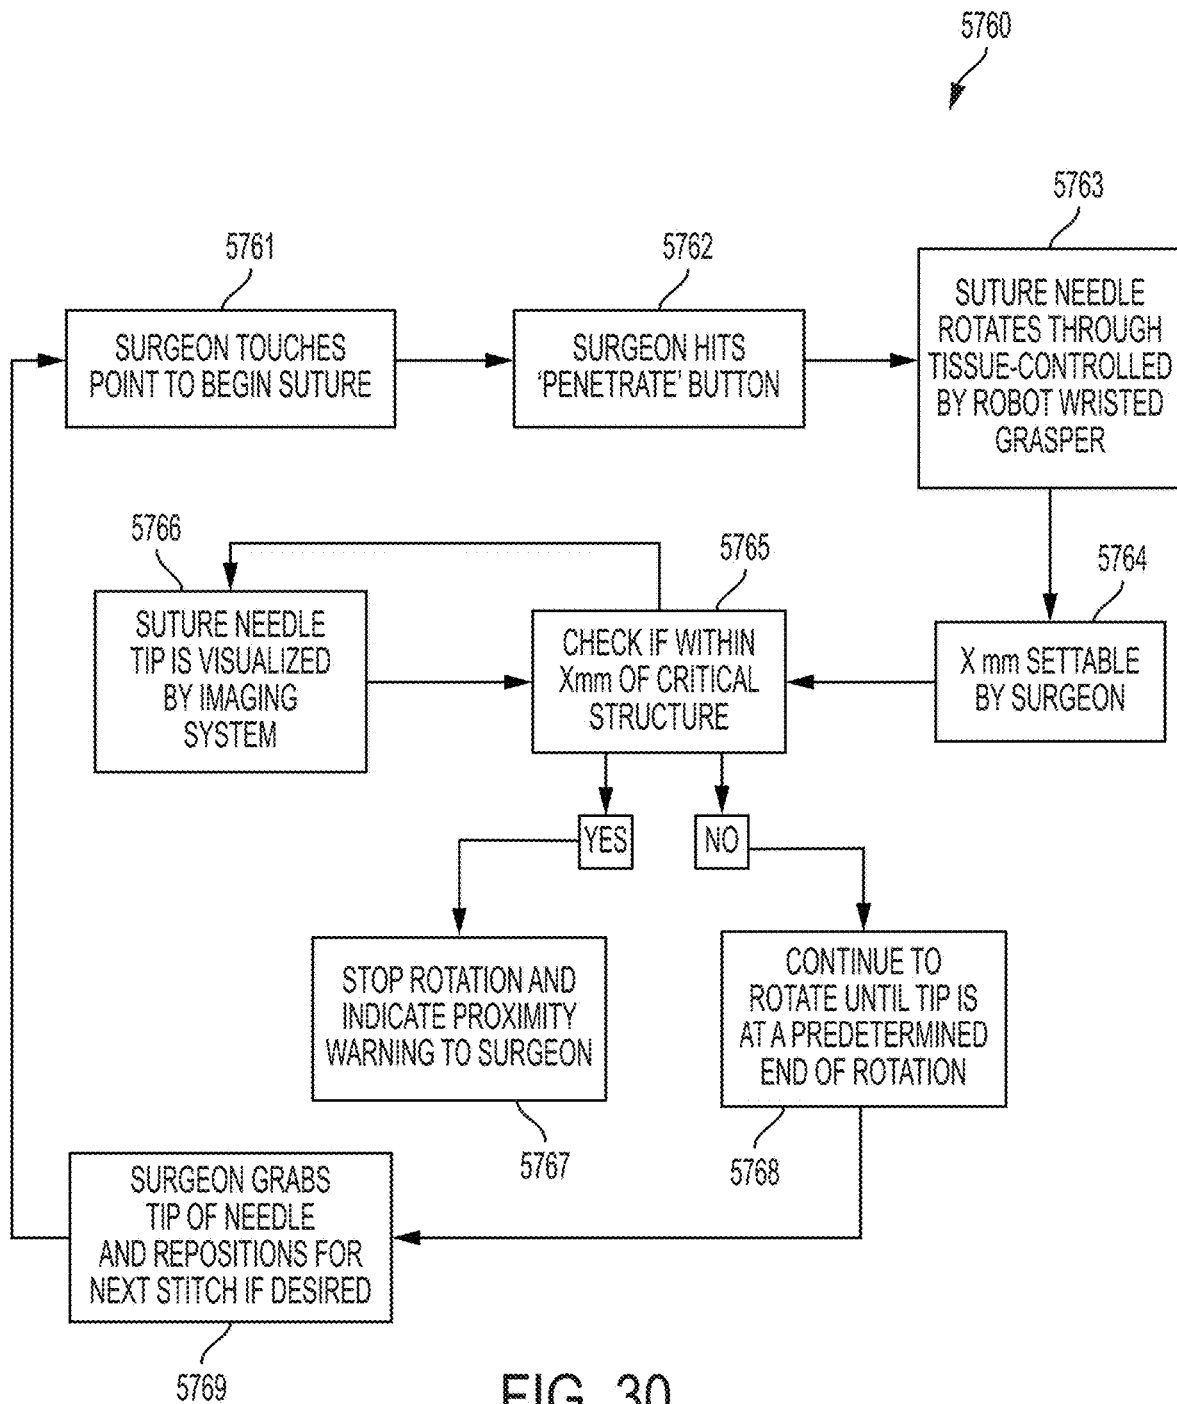 5760
5761
SURGEON TOUCHES
POINT TO BEGIN SUTURE
5762
SURGEON HITS
'PENETRATE' BUTTON
5763
SUTURE NEEDLE
ROTATES THROUGH
TISSUE-CONTROLLED
BY ROBOT WRISTED
GRASPER
5766
SUTURE NEEDLE
TIP IS VISUALIZED
BY IMAGING
SYSTEM
5765
CHECK IF WITHIN
Xmm OF CRITICAL
STRUCTURE
5764
X mm SETTABLE
BY SURGEON
YES
NO
STOP ROTATION AND
INDICATE PROXIMITY
WARNING TO SURGEON
5767
CONTINUE TO
ROTATE UNTIL TIP IS
AT A PREDETERMINED
END OF ROTATION
5768
SURGEON GRABS
TIP OF NEEDLE
AND REPOSITIONS FOR
NEXT STITCH IF DESIRED
5769
FIG. 30